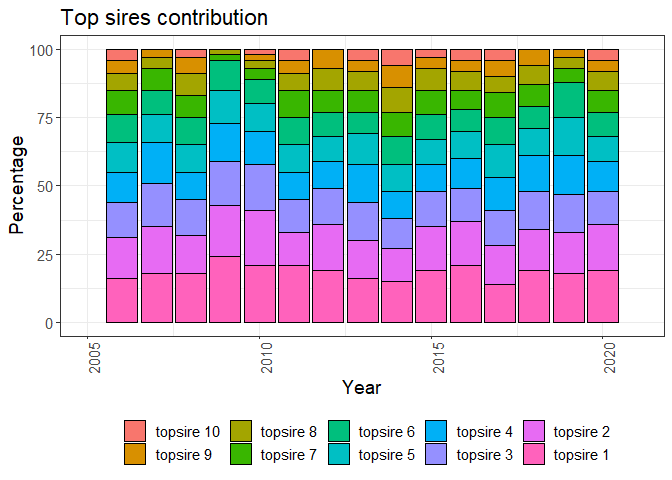 Top sires contribution
Percentage
100
75
50
25
0
2005
2010
2015
2020
Year
topsire 10
topsire 8
topsire 6
topsire 4
topsire 2
topsire 9
topsire 7
topsire 5
topsire 3
topsire 1